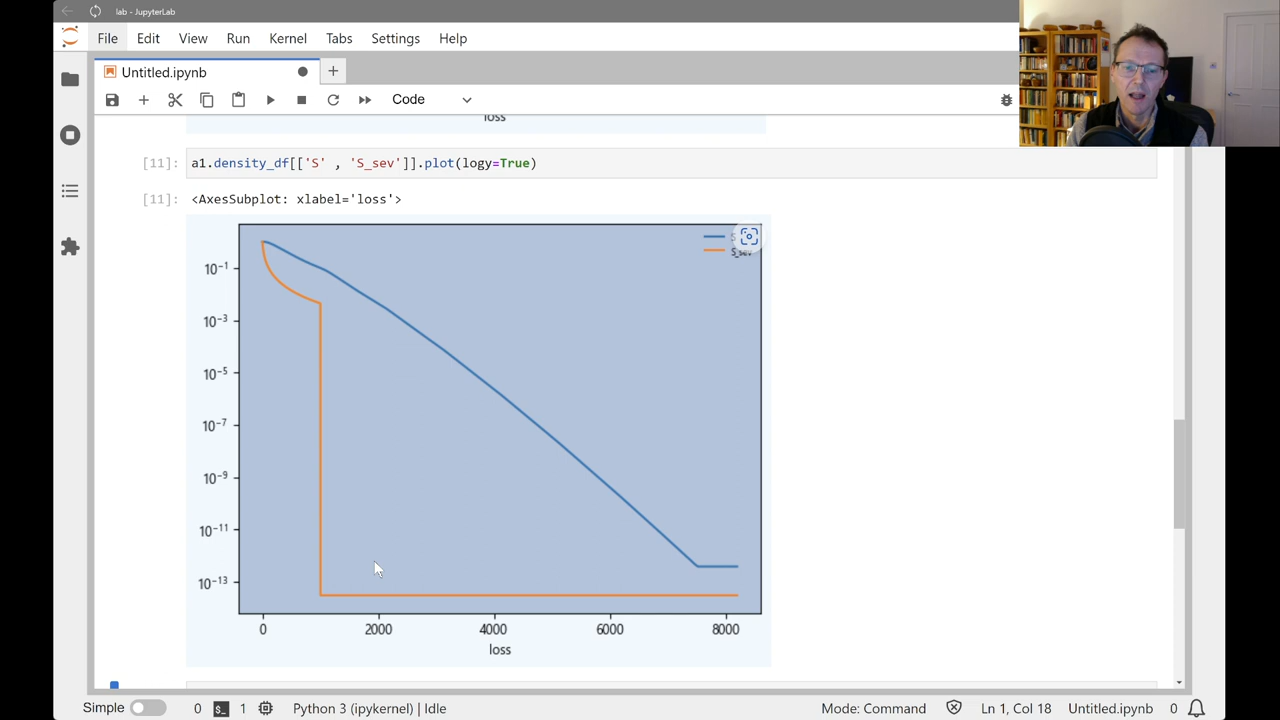 lab - JupyterLab
File Edit View Run Kernel Tabs Settings Help
Untitled.ipynb
Code
loss
[11]: a1.density_df[['S' , 'S_sev']].plot(logy=True)
[11]: <AxesSubplot: xlabel='loss'>
S_sev
10⁻¹
10⁻³
10⁻⁵
10⁻⁷
10⁻⁹
10⁻¹¹
10⁻¹³
0 2000 4000 6000 8000
loss
Simple 0 $_ 1 Python 3 (ipykernel) | Idle Mode: Command Ln 1, Col 18 Untitled.ipynb 0